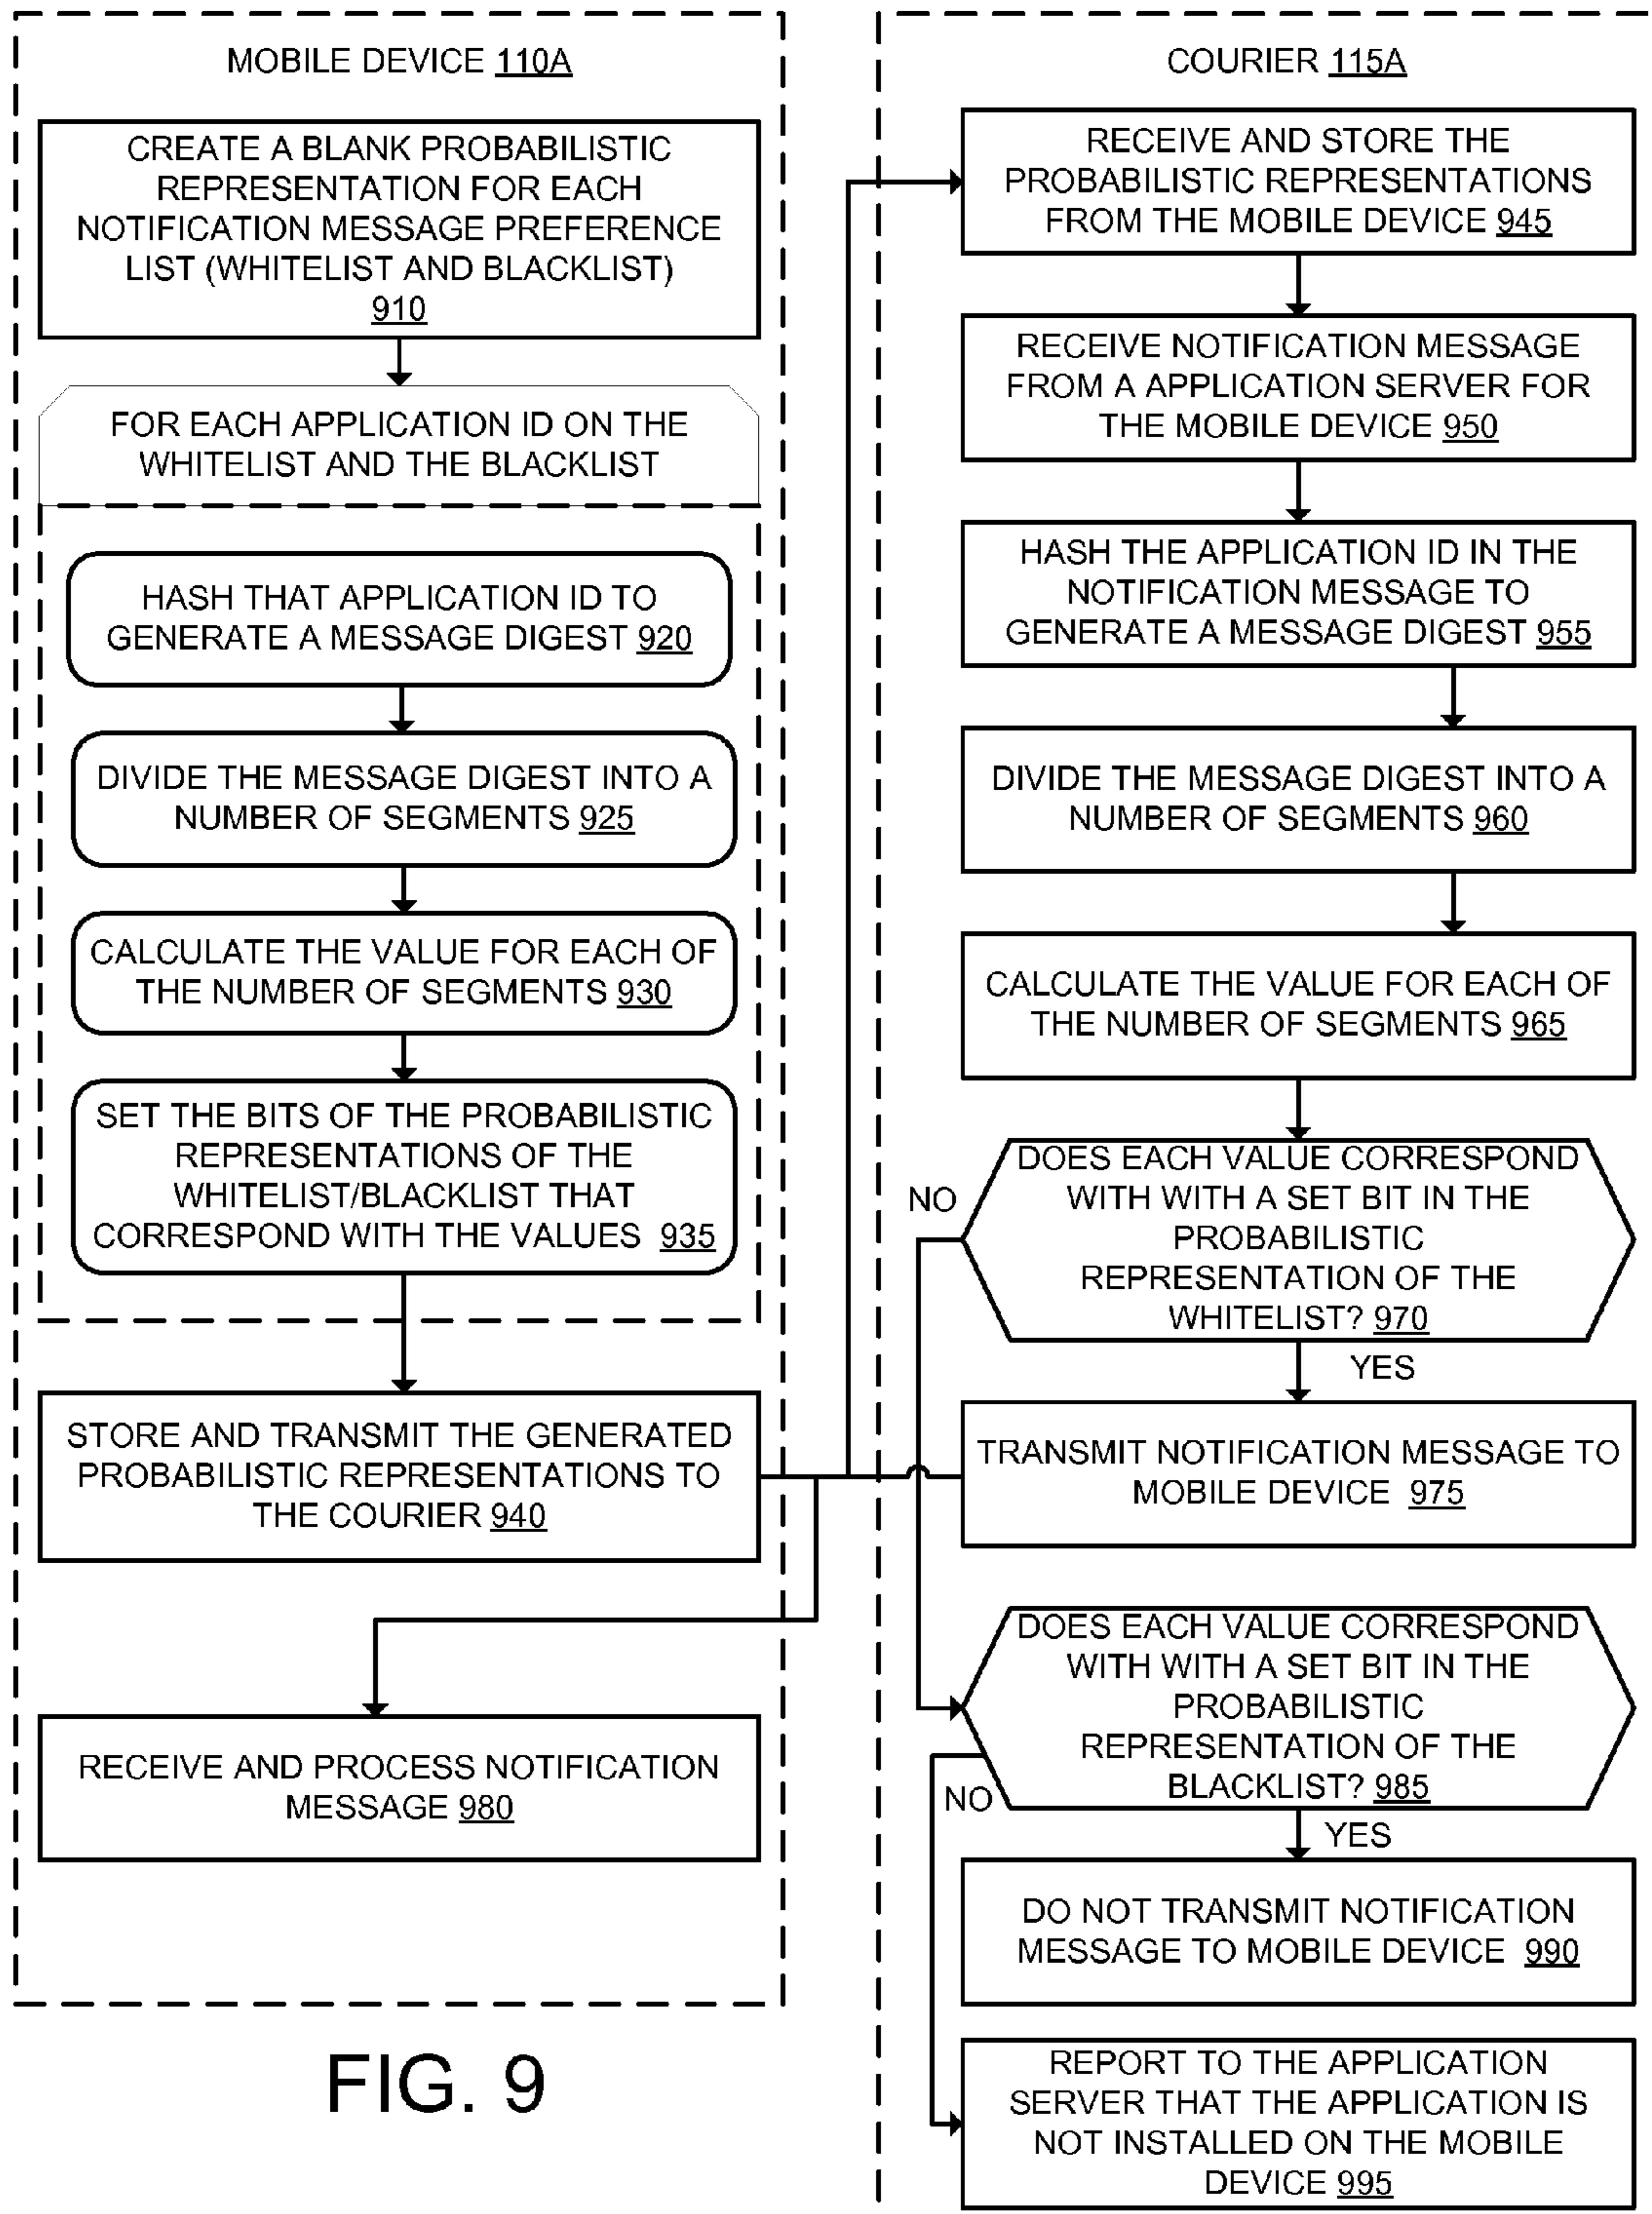 MOBILE DEVICE 110A
CREATE A BLANK PROBABILISTIC
REPRESENTATION FOR EACH
NOTIFICATION MESSAGE PREFERENCE
LIST (WHITELIST AND BLACKLIST)
910
FOR EACH APPLICATION ID ON THE
WHITELIST AND THE BLACKLIST
HASH THAT APPLICATION ID TO
GENERATE A MESSAGE DIGEST 920
DIVIDE THE MESSAGE DIGEST INTO A
NUMBER OF SEGMENTS 925
CALCULATE THE VALUE FOR EACH OF
THE NUMBER OF SEGMENTS 930
SET THE BITS OF THE PROBABILISTIC
REPRESENTATIONS OF THE
WHITELIST/BLACKLIST THAT
CORRESPOND WITH THE VALUES 935
STORE AND TRANSMIT THE GENERATED
PROBABILISTIC REPRESENTATIONS TO
THE COURIER 940
RECEIVE AND PROCESS NOTIFICATION
MESSAGE 980
FIG. 9
COURIER 115A
RECEIVE AND STORE THE
PROBABILISTIC REPRESENTATIONS
FROM THE MOBILE DEVICE 945
RECEIVE NOTIFICATION MESSAGE
FROM A APPLICATION SERVER FOR
THE MOBILE DEVICE 950
HASH THE APPLICATION ID IN THE
NOTIFICATION MESSAGE TO
GENERATE A MESSAGE DIGEST 955
DIVIDE THE MESSAGE DIGEST INTO A
NUMBER OF SEGMENTS 960
CALCULATE THE VALUE FOR EACH OF
THE NUMBER OF SEGMENTS 965
DOES EACH VALUE CORRESPOND
WITH WITH A SET BIT IN THE
PROBABILISTIC
REPRESENTATION OF THE
WHITELIST? 970
NO
YES
TRANSMIT NOTIFICATION MESSAGE TO
MOBILE DEVICE 975
DOES EACH VALUE CORRESPOND
WITH WITH A SET BIT IN THE
PROBABILISTIC
REPRESENTATION OF THE
BLACKLIST? 985
NO
YES
DO NOT TRANSMIT NOTIFICATION
MESSAGE TO MOBILE DEVICE 990
REPORT TO THE APPLICATION
SERVER THAT THE APPLICATION IS
NOT INSTALLED ON THE MOBILE
DEVICE 995